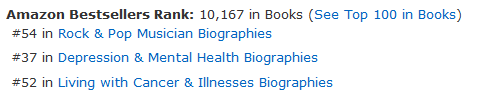 Amazon Bestsellers Rank: 10,167 in Books (See Top 100 in Books)
#54 in Rock & Pop Musician Biographies
#37 in Depression & Mental Health Biographies
#52 in Living with Cancer & Illnesses Biographies